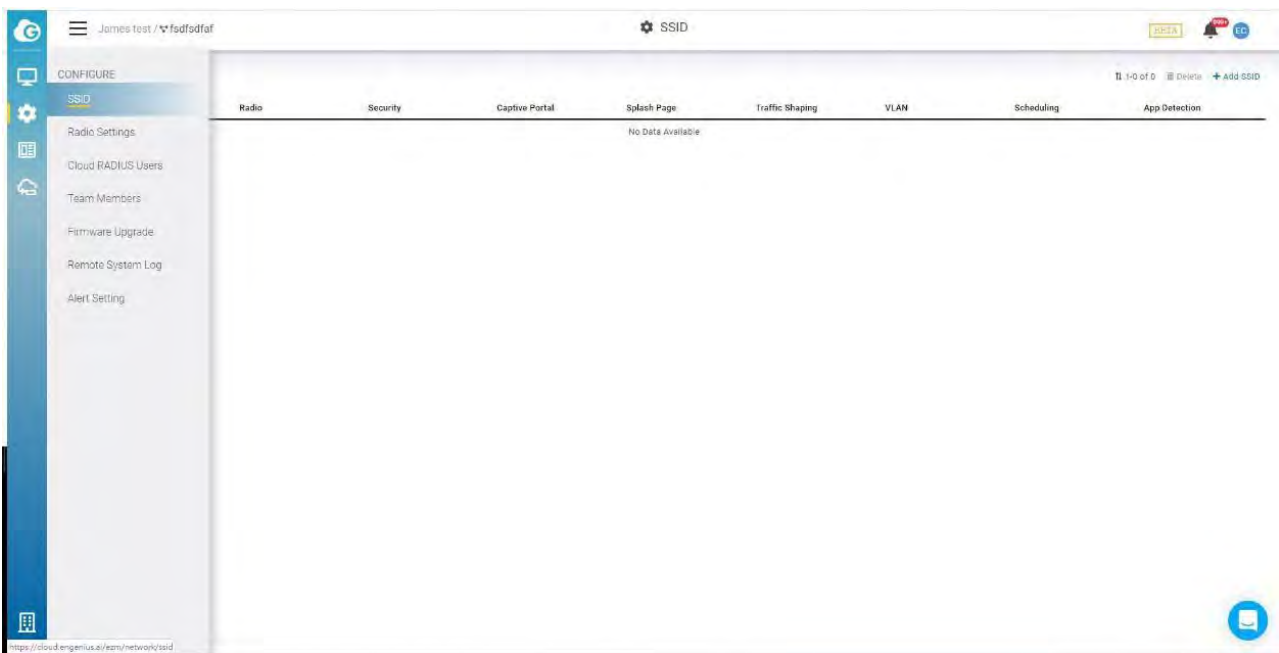 James test / fsdfsdfaf
SSID
BETA
999+
EC
CONFIGURE
SSID
Radio Settings
Cloud RADIUS Users
Team Members
Firmware Upgrade
Remote System Log
Alert Setting
1-0 of 0 Delete + Add SSID
Radio Security Captive Portal Splash Page Traffic Shaping VLAN Scheduling App Detection
No Data Available
https://cloud.engenius.ai/ezm/network/ssid